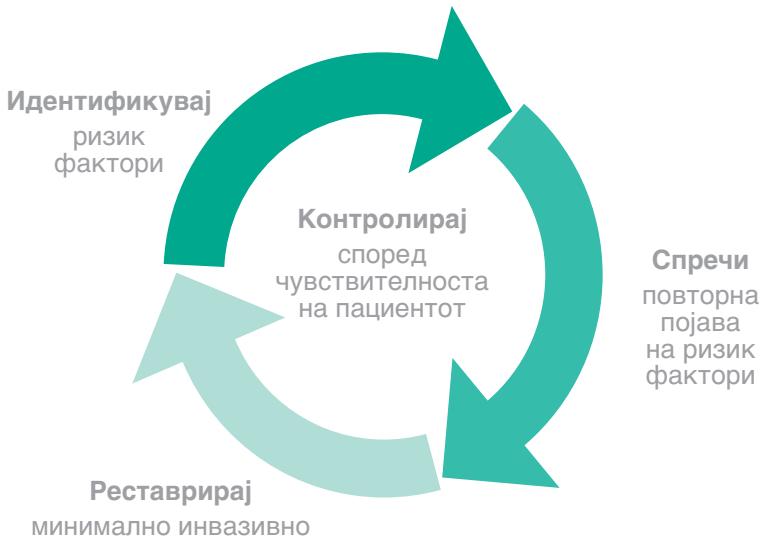 Идентификувај
ризик
фактори
Контролирај
според
чувствителноста
на пациентот
Спречи
повторна
појава
на ризик
фактори
Реставрирај
минимално инвазивно